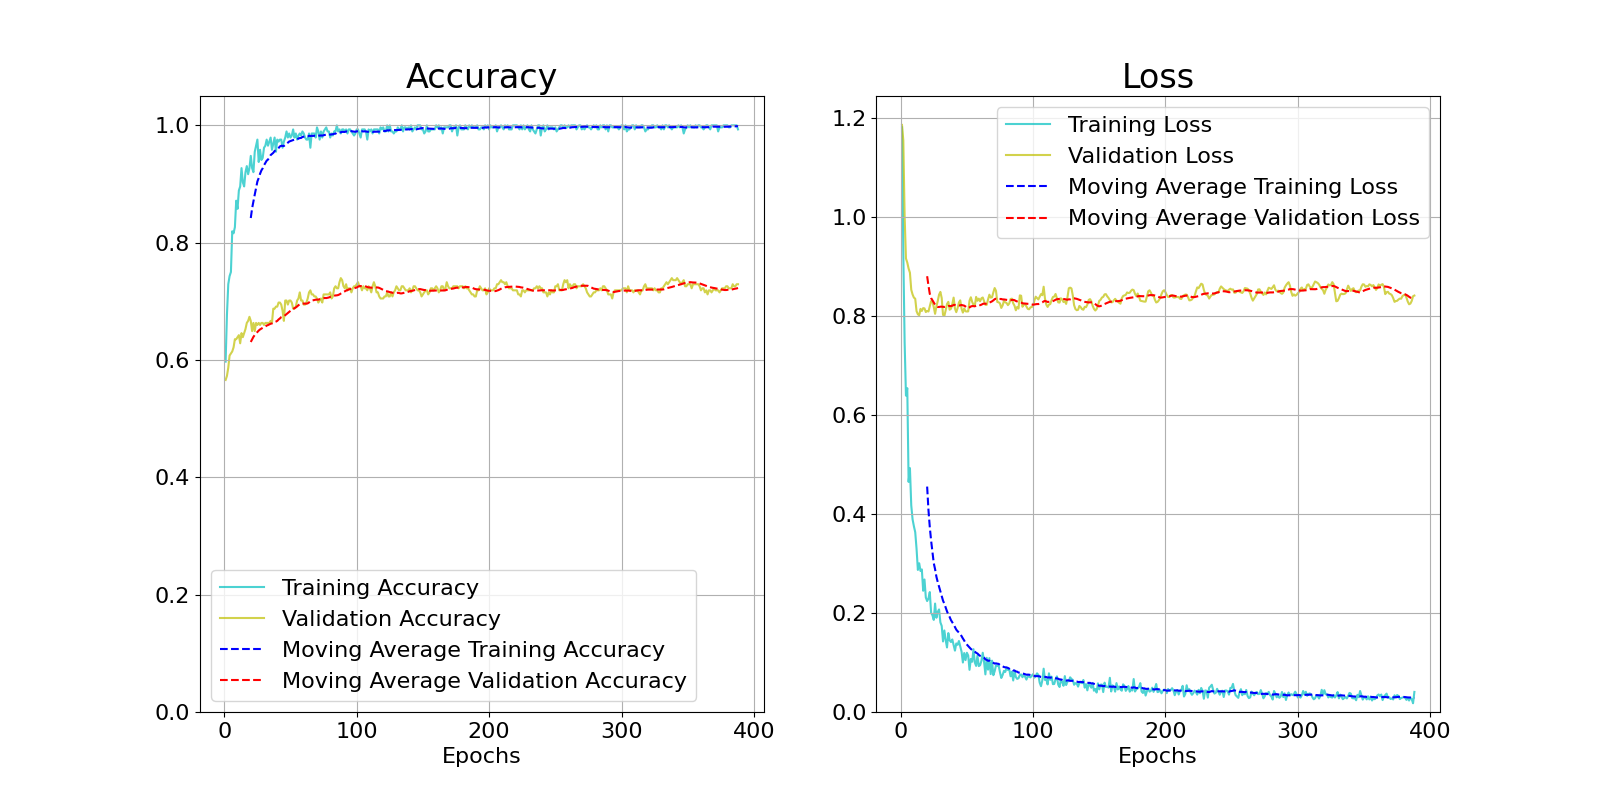 Accuracy
1.0
0.8
0.6
0.4
0.2
0.0
Training Accuracy
Validation Accuracy
Moving Average Training Accuracy
Moving Average Validation Accuracy
0 100 200 300 400
Epochs
Loss
1.2
1.0
0.8
0.6
0.4
0.2
0.0
Training Loss
Validation Loss
Moving Average Training Loss
Moving Average Validation Loss
0 100 200 300 400
Epochs